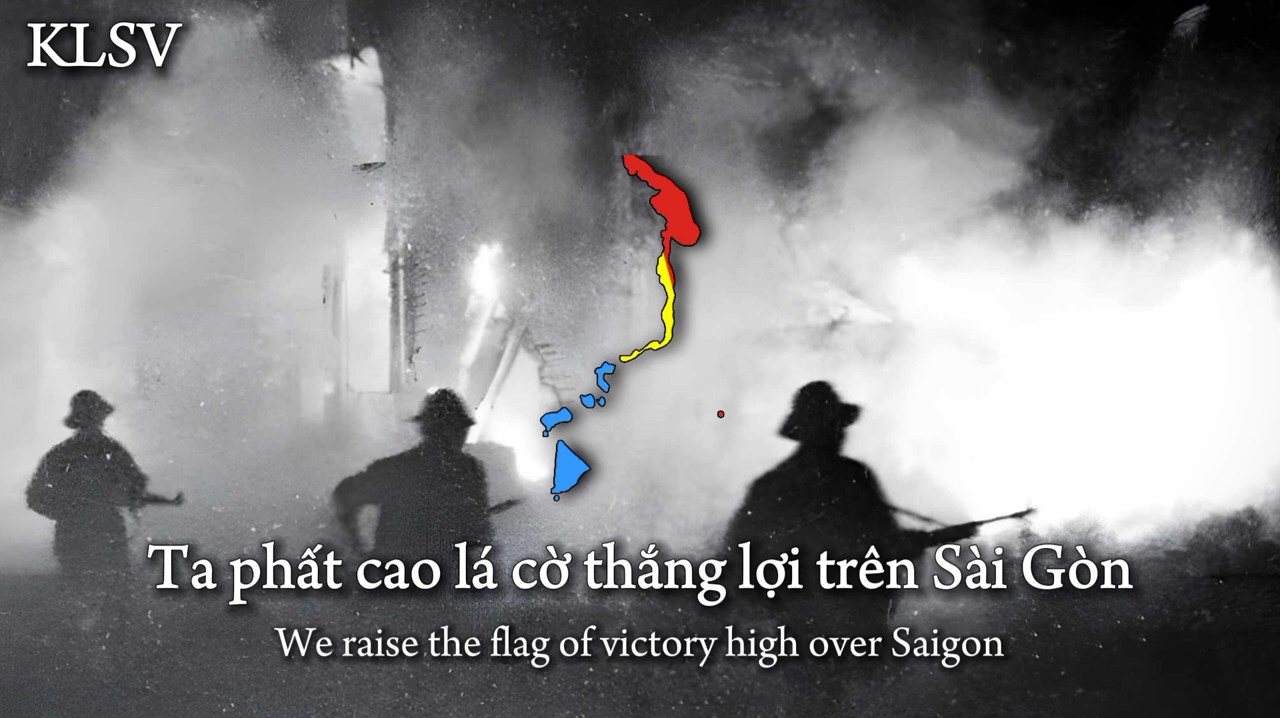 KLSV
Ta phất cao lá cờ thắng lợi trên Sài Gòn
We raise the flag of victory high over Saigon